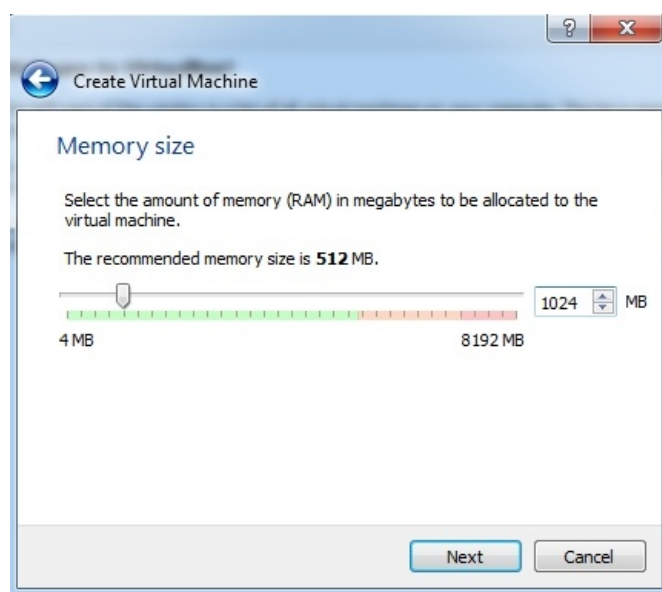 ?
X
Create Virtual Machine
Memory size
Select the amount of memory (RAM) in megabytes to be allocated to the
virtual machine.
The recommended memory size is 512 MB.
1024 MB
4 MB 8192 MB
Next Cancel